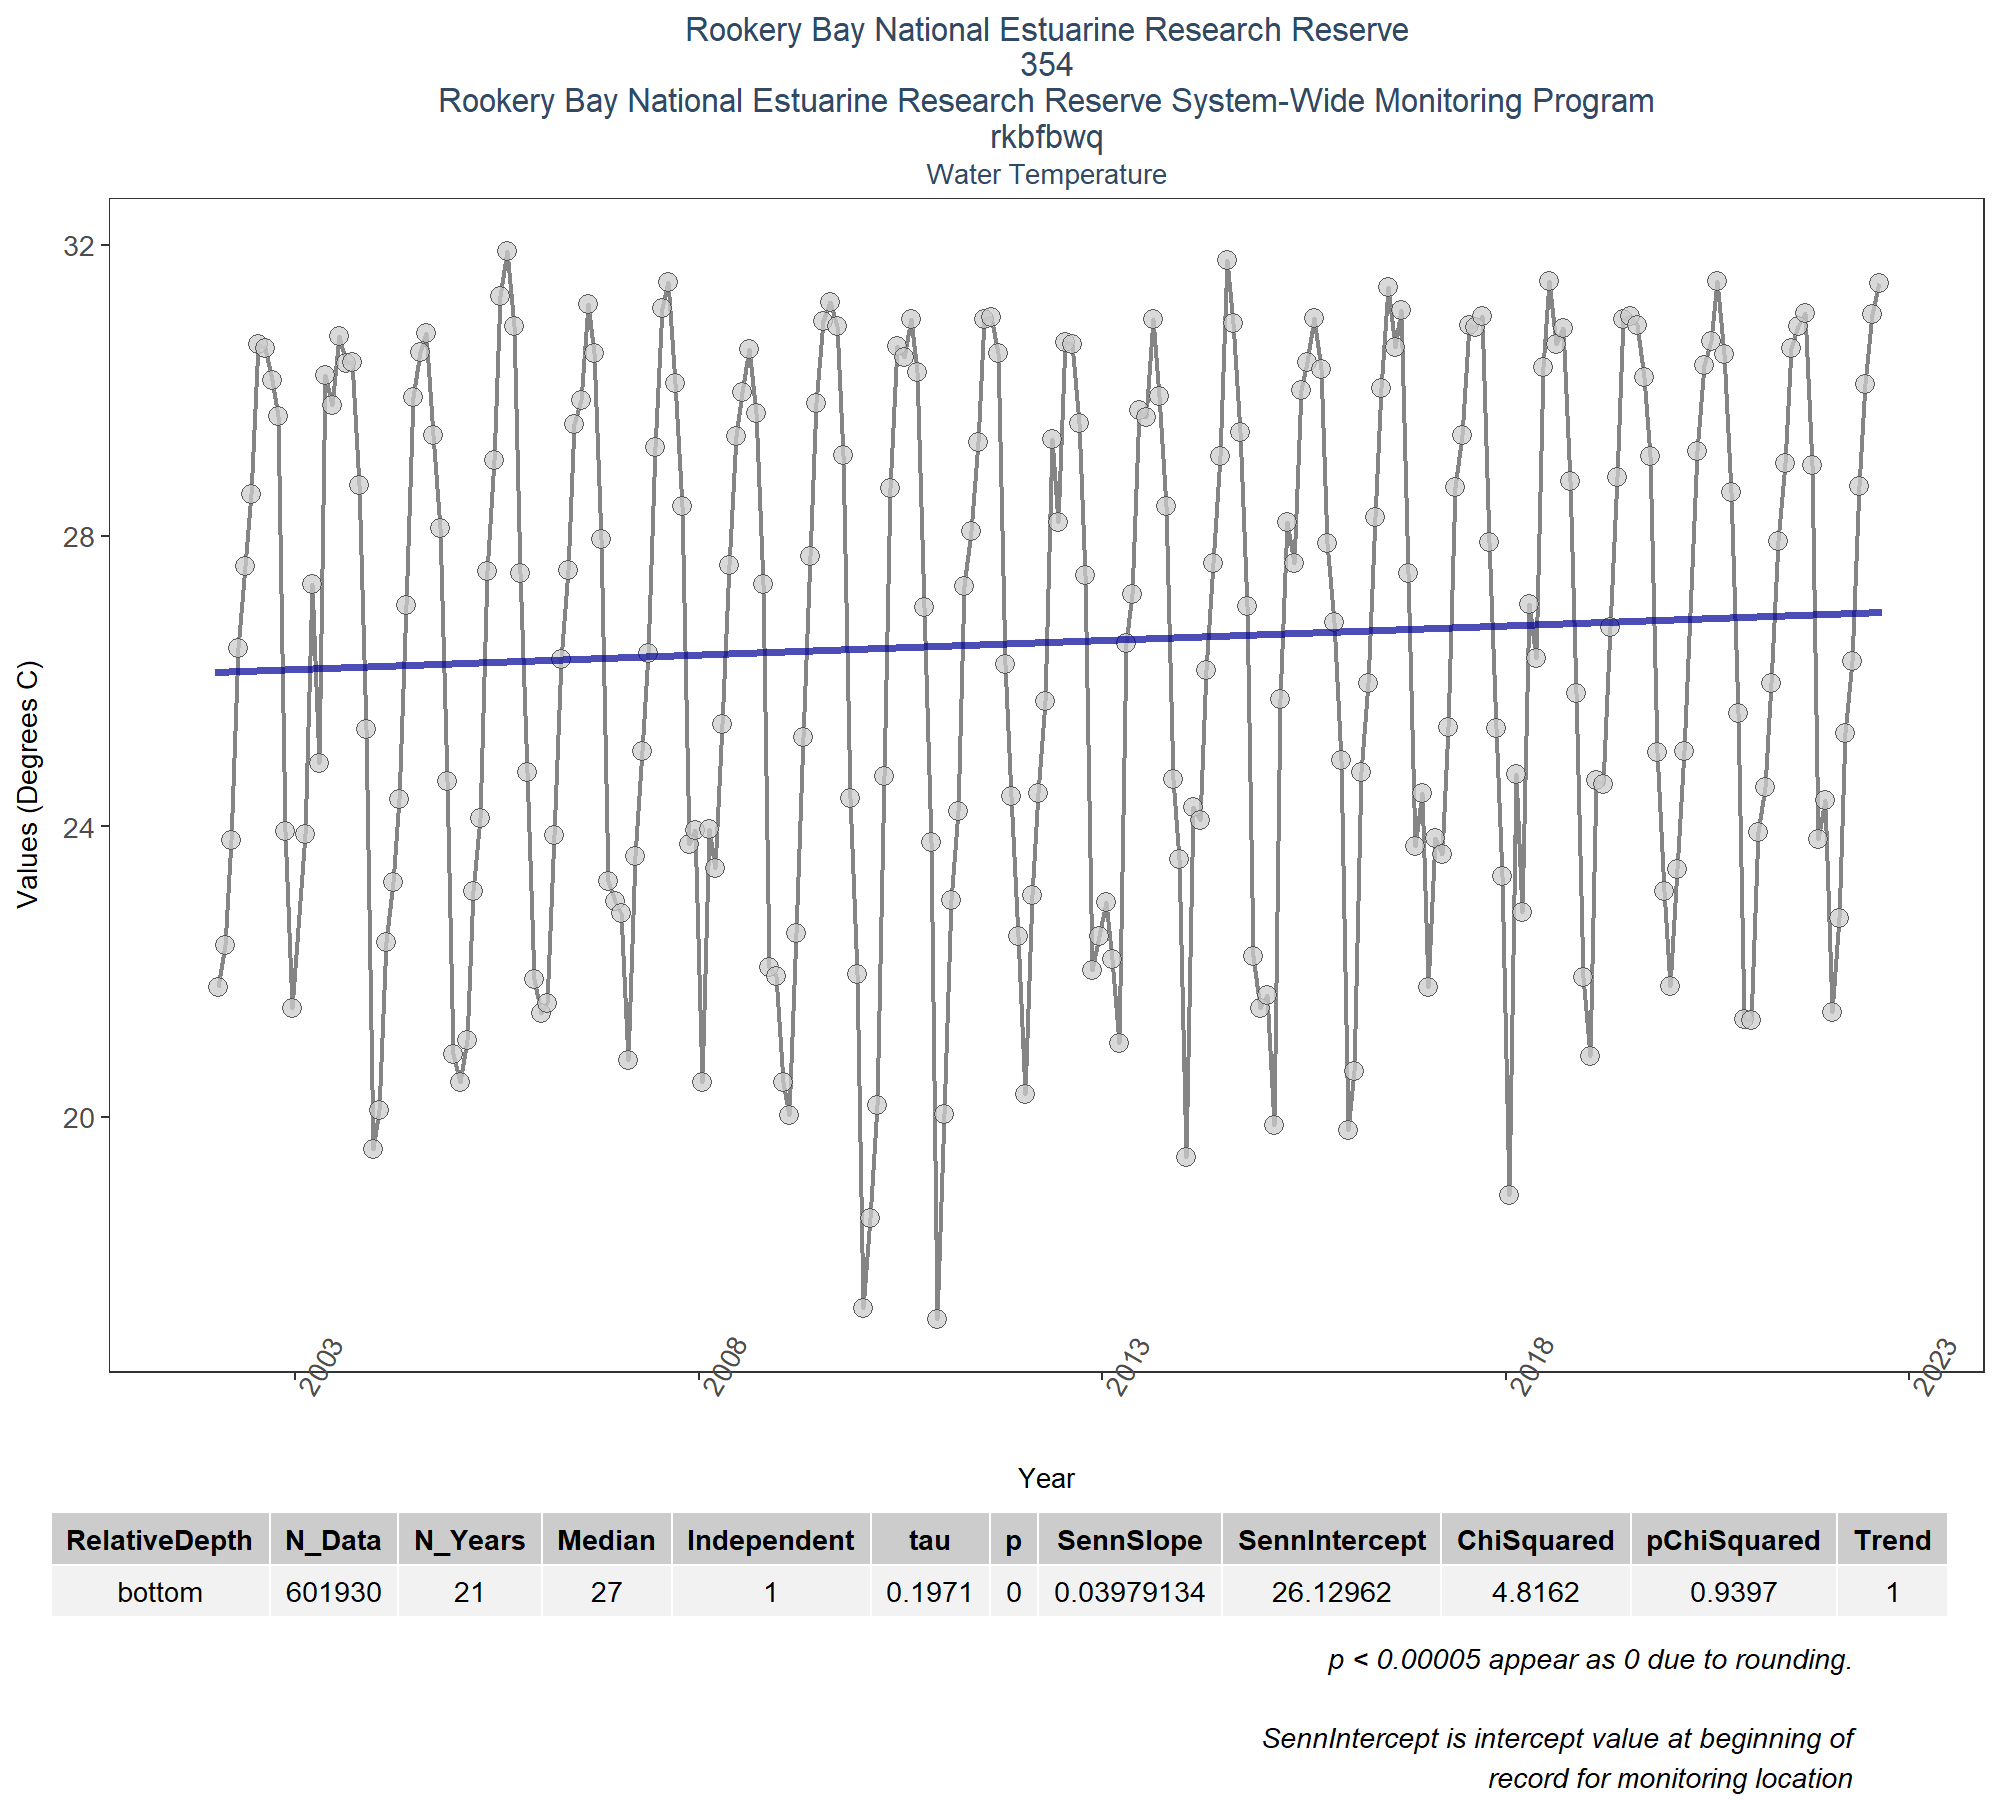 Rookery Bay National Estuarine Research Reserve
354
Rookery Bay National Estuarine Research Reserve System-Wide Monitoring Program
rkbfbwq
Water Temperature
Values (Degrees C)
32
28
24
20
2003
2008
2013
2018
2023
Year
RelativeDepth N_Data N_Years Median Independent tau p SennSlope SennIntercept ChiSquared pChiSquared Trend
bottom 601930 21 27 1 0.1971 0 0.03979134 26.12962 4.8162 0.9397 1
p < 0.00005 appear as 0 due to rounding.
SennIntercept is intercept value at beginning of
record for monitoring location